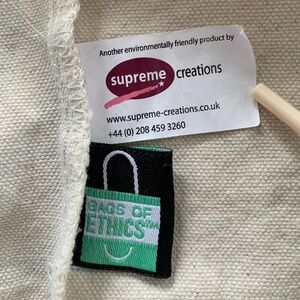 Another environmentally friendly product by
supreme creations
www.supreme-creations.co.uk
+44 (0) 208 459 3260
BAGS OF
ETHICS